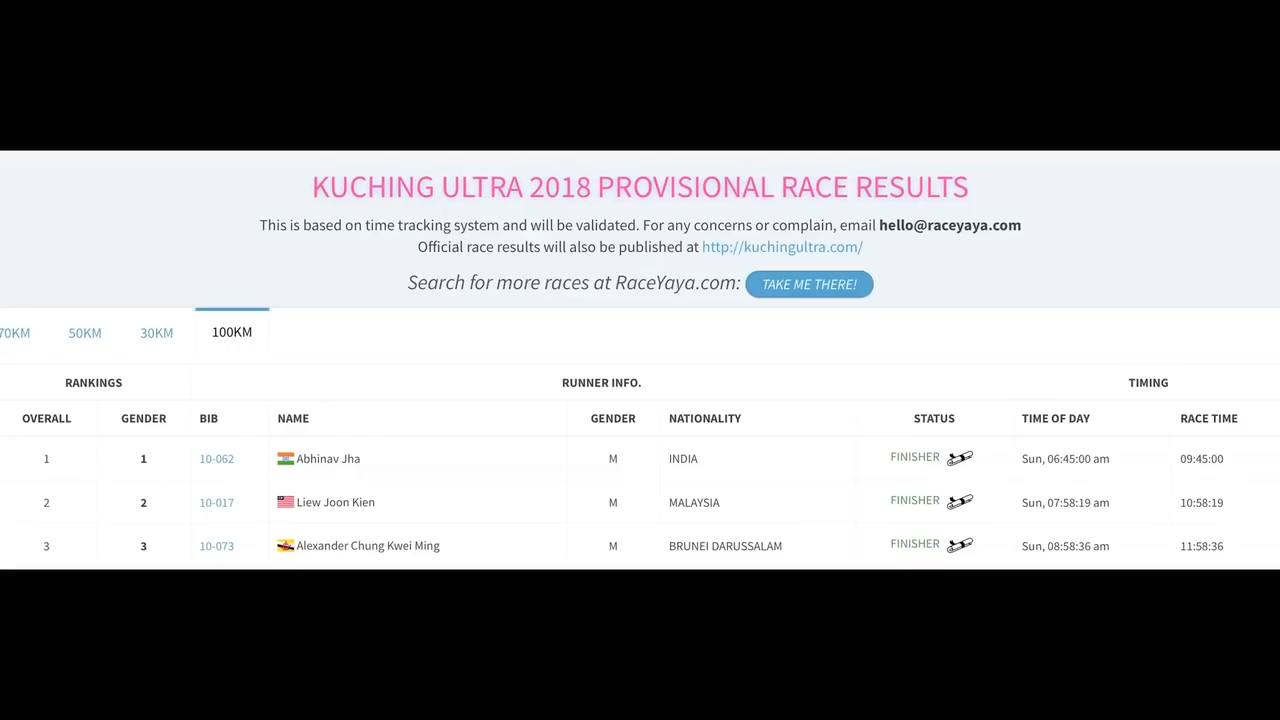 KUCHING ULTRA 2018 PROVISIONAL RACE RESULTS
This is based on time tracking system and will be validated. For any concerns or complain, email hello@raceyaya.com
Official race results will also be published at http://kuchingultra.com/
Search for more races at RaceYaya.com: TAKE ME THERE!
70KM 50KM 30KM 100KM
RANKINGS RUNNER INFO. TIMING
OVERALL GENDER BIB NAME GENDER NATIONALITY STATUS TIME OF DAY RACE TIME
1 1 10-062 Abhinav Jha M INDIA FINISHER Sun, 06:45:00 am 09:45:00
2 2 10-017 Liew Joon Kien M MALAYSIA FINISHER Sun, 07:58:19 am 10:58:19
3 3 10-073 Alexander Chung Kwei Ming M BRUNEI DARUSSALAM FINISHER Sun, 08:58:36 am 11:58:36